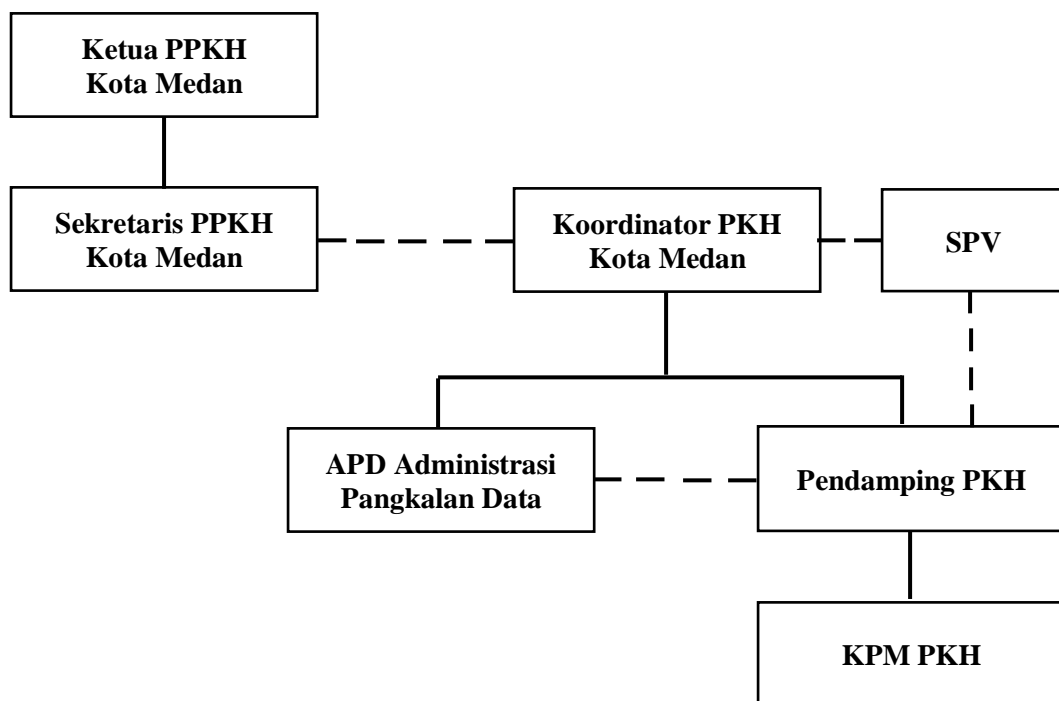 Ketua PPKH
Kota Medan
Sekretaris PPKH
Kota Medan
Koordinator PKH
Kota Medan
SPV
APD Administrasi
Pangkalan Data
Pendamping PKH
KPM PKH